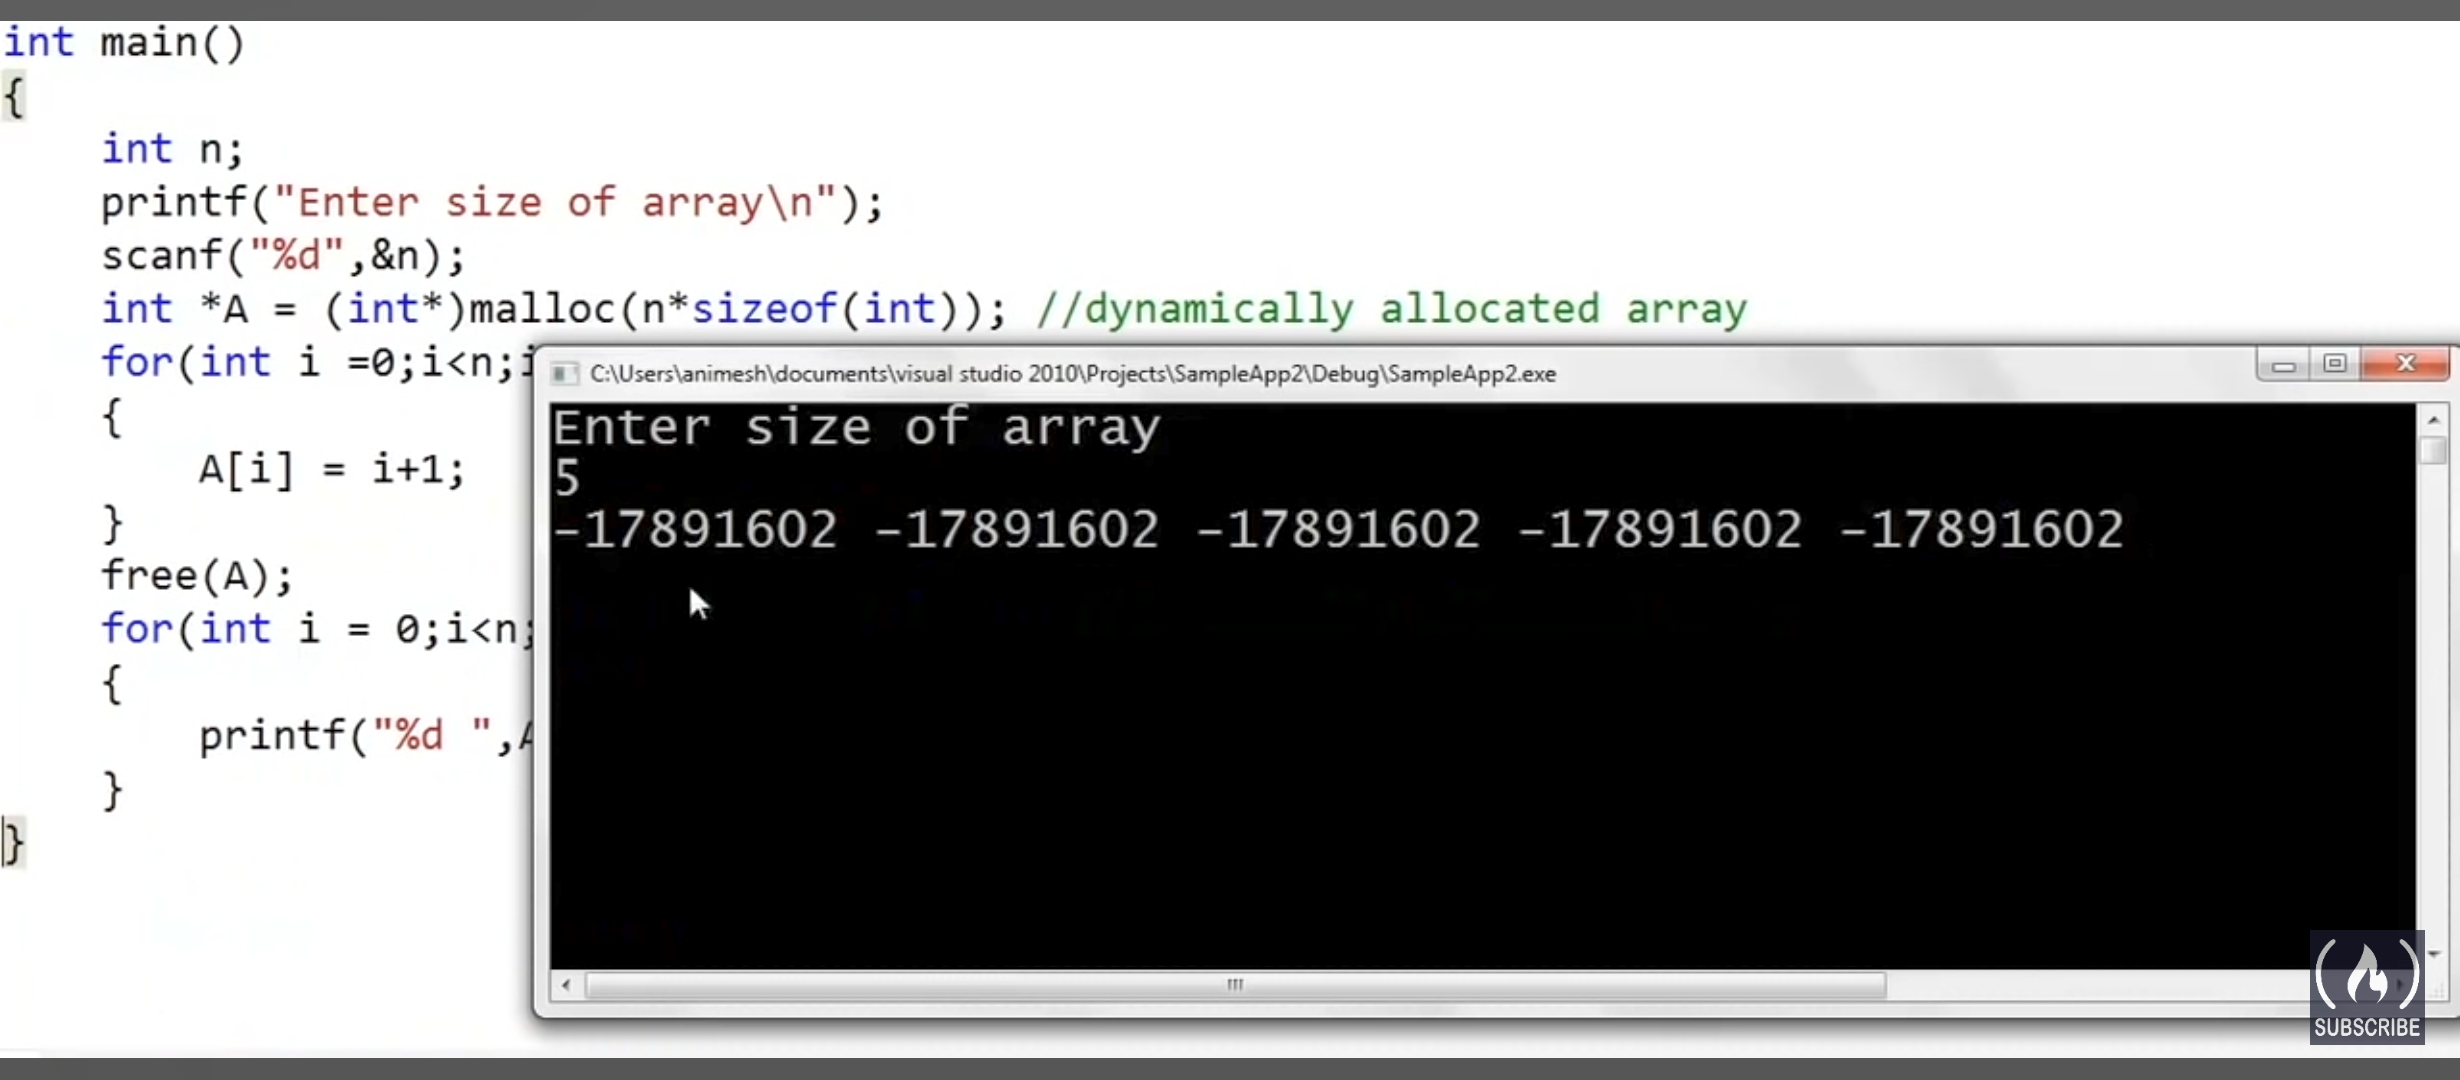 int main()
{
int n;
printf("Enter size of array\n");
scanf("%d",&n);
int *A = (int*)malloc(n*sizeof(int)); //dynamically allocated array
for(int i =0;i<n;i
{
A[i] = i+1;
}
free(A);
for(int i = 0;i<n;
{
printf("%d ",A
}
}
C:\Users\animesh\documents\visual studio 2010\Projects\SampleApp2\Debug\SampleApp2.exe
Enter size of array
5
-17891602 -17891602 -17891602 -17891602 -17891602
SUBSCRIBE